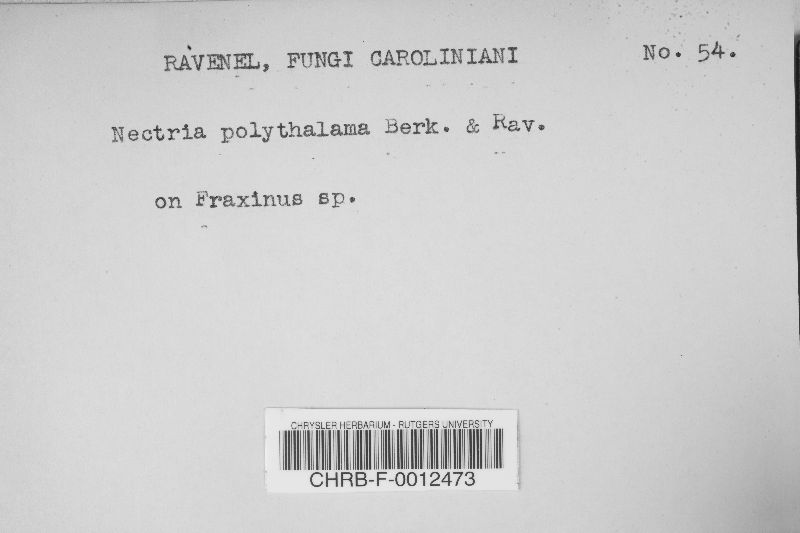 RAVENEL, FUNGI CAROLINIANI No. 54.
Nectria polythalama Berk. & Rav.
on Fraxinus sp.
CHRYSLER HERBARIUM - RUTGERS UNIVERSITY
CHRB-F-0012473